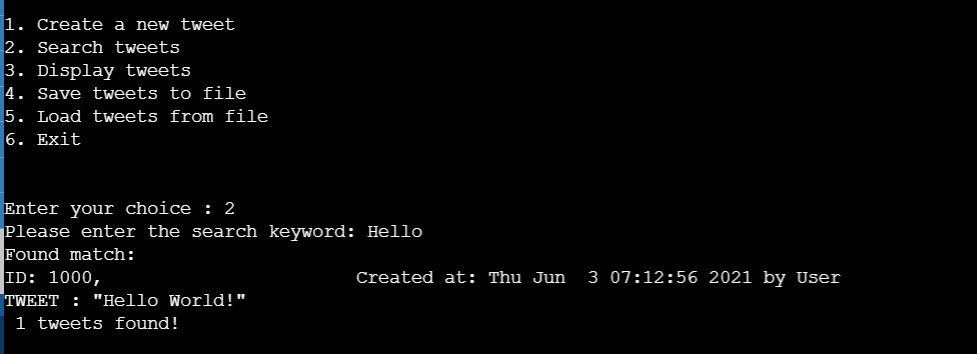 1. Create a new tweet
2. Search tweets
3. Display tweets
4. Save tweets to file
5. Load tweets from file
6. Exit
Enter your choice : 2
Please enter the search keyword: Hello
Found match:
ID: 1000,                       Created at: Thu Jun  3 07:12:56 2021 by User
TWEET : "Hello World!"
 1 tweets found!